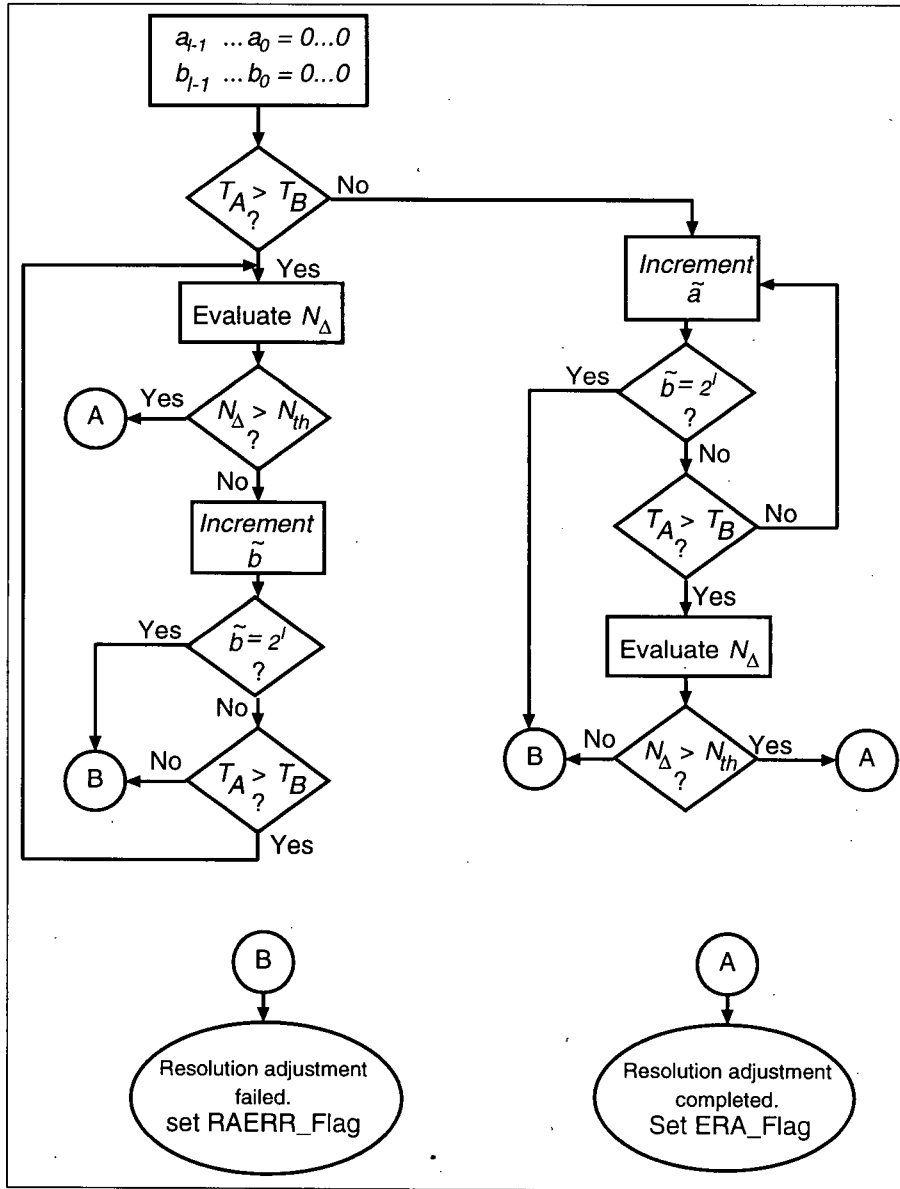 a_{l-1} ... a_0 = 0...0
b_{l-1} ... b_0 = 0...0
T_A > T_B
?
No
Yes
Evaluate N_Δ
Yes
A
N_Δ > N_th
?
No
Increment
b̃
Yes
b̃ = 2^l
?
No
No
B
T_A > T_B
?
Yes
Increment
ã
Yes
b̃ = 2^l
?
No
T_A > T_B
?
No
Yes
Evaluate N_Δ
B
No
N_Δ > N_th
?
Yes
A
B
Resolution adjustment
failed.
set RAERR_Flag
A
Resolution adjustment
completed.
Set ERA_Flag